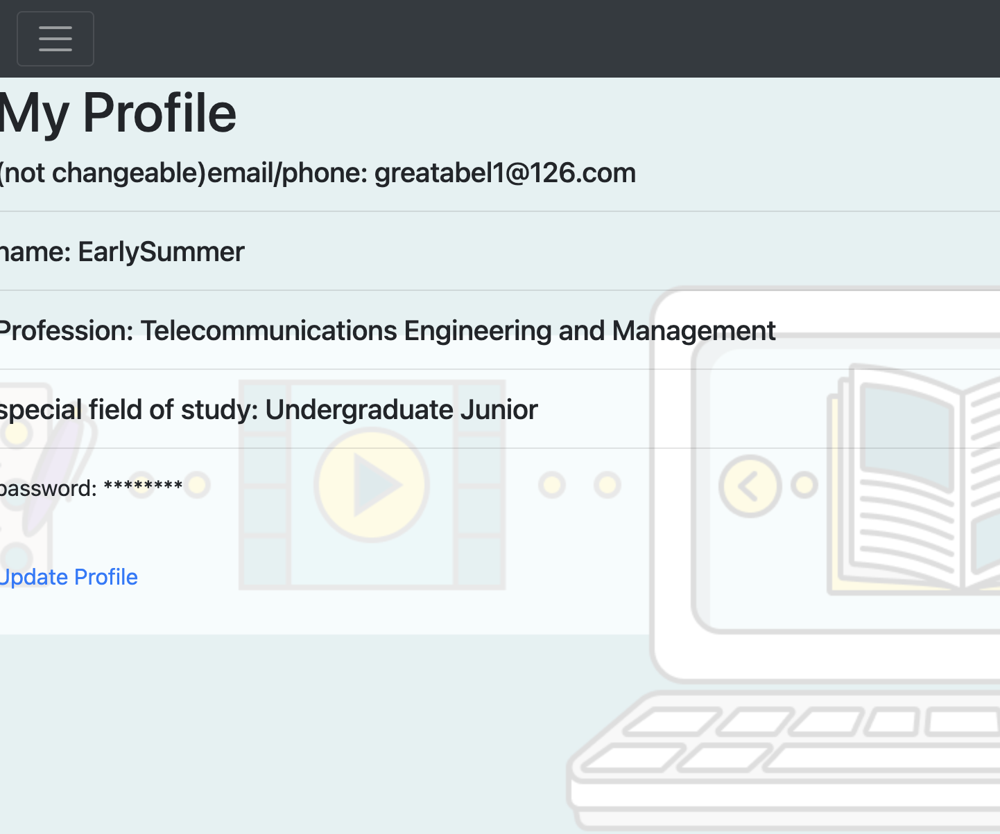 My Profile
(not changeable)email/phone: greatabel1@126.com
name: EarlySummer
Profession: Telecommunications Engineering and Management
special field of study: Undergraduate Junior
password: ********
Update Profile